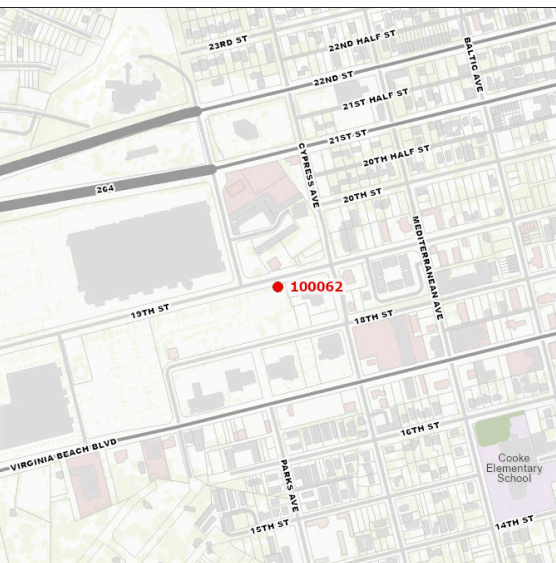 23RD ST
22ND HALF ST
BALTIC AVE
22ND ST
21ST HALF ST
21ST ST
CYPRESS AVE
20TH HALF ST
264
20TH ST
MEDITERRANEAN AVE
100062
19TH ST
18TH ST
VIRGINIA BEACH BLVD
16TH ST
PARKS AVE
Cooke
Elementary
School
15TH ST
14TH ST